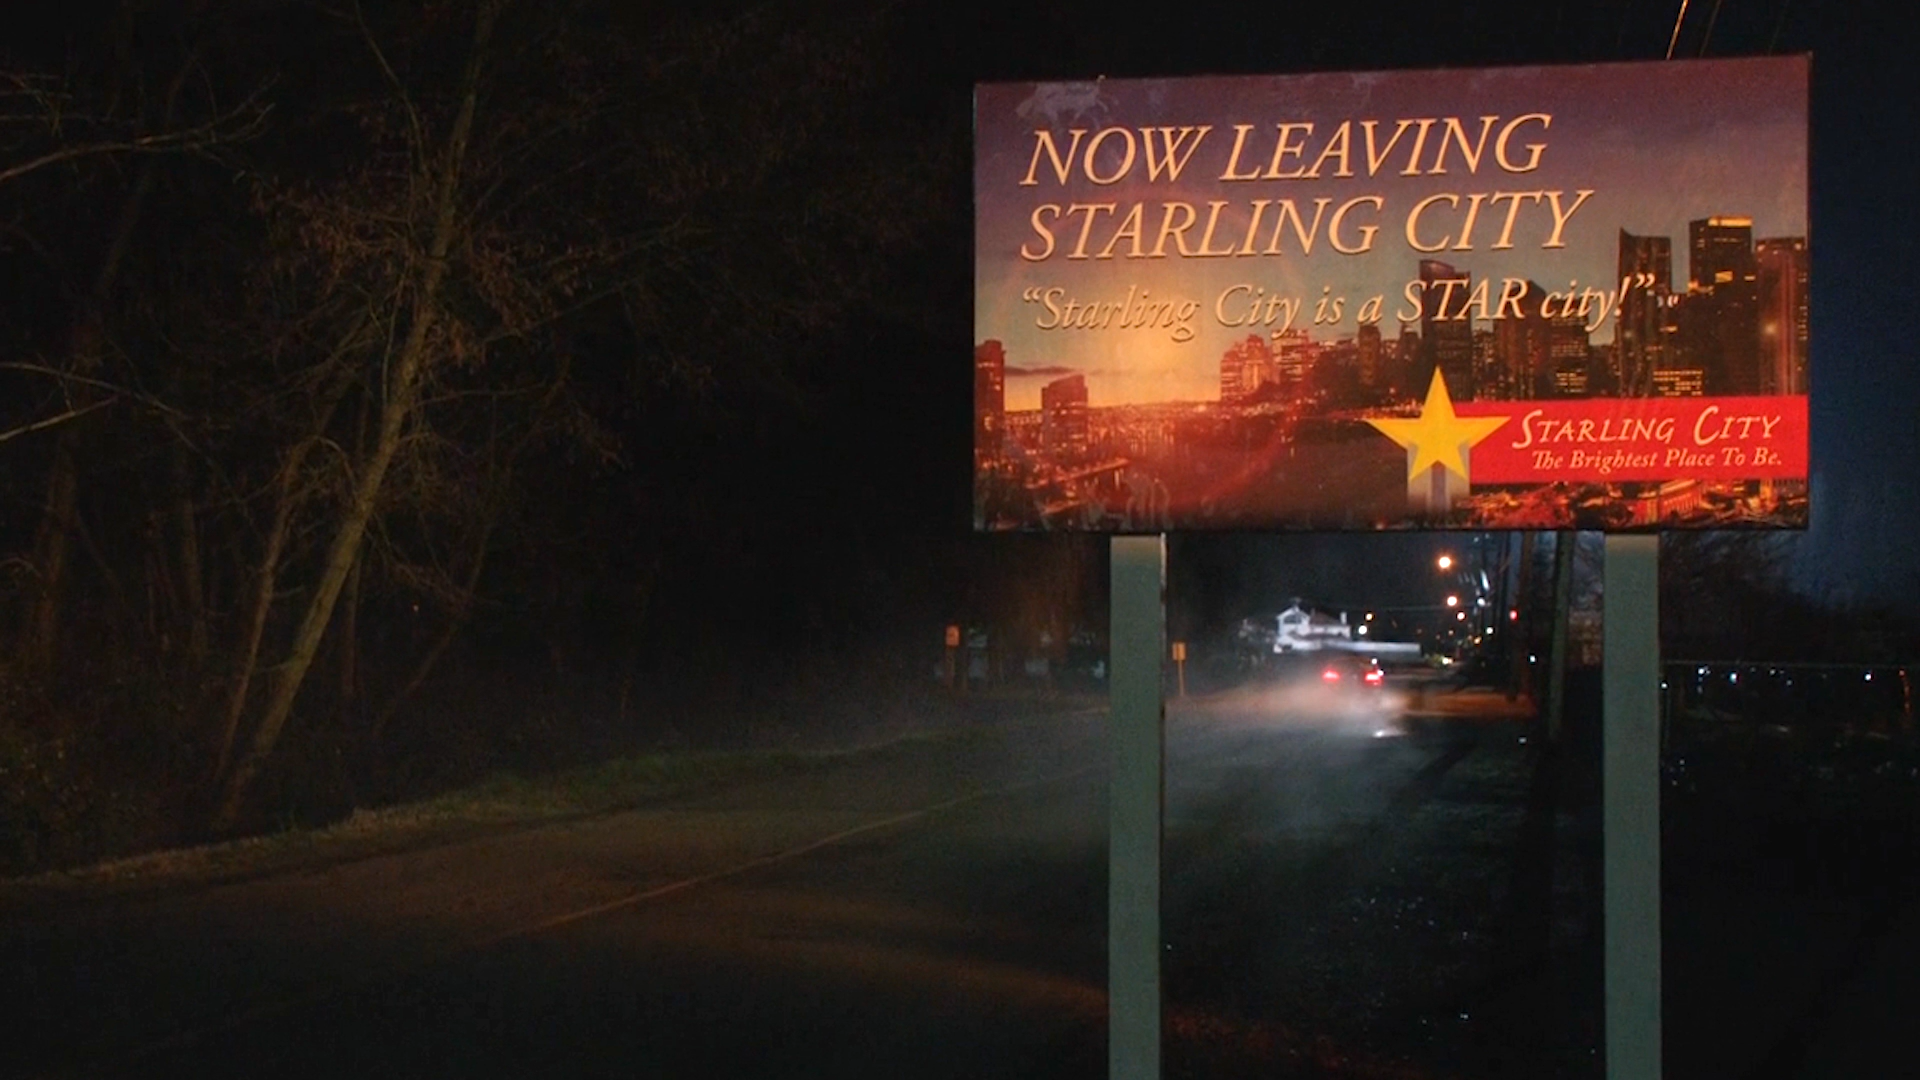 NOW LEAVING
STARLING CITY
“Starling City is a STAR city!”
STARLING CITY
The Brightest Place To Be.